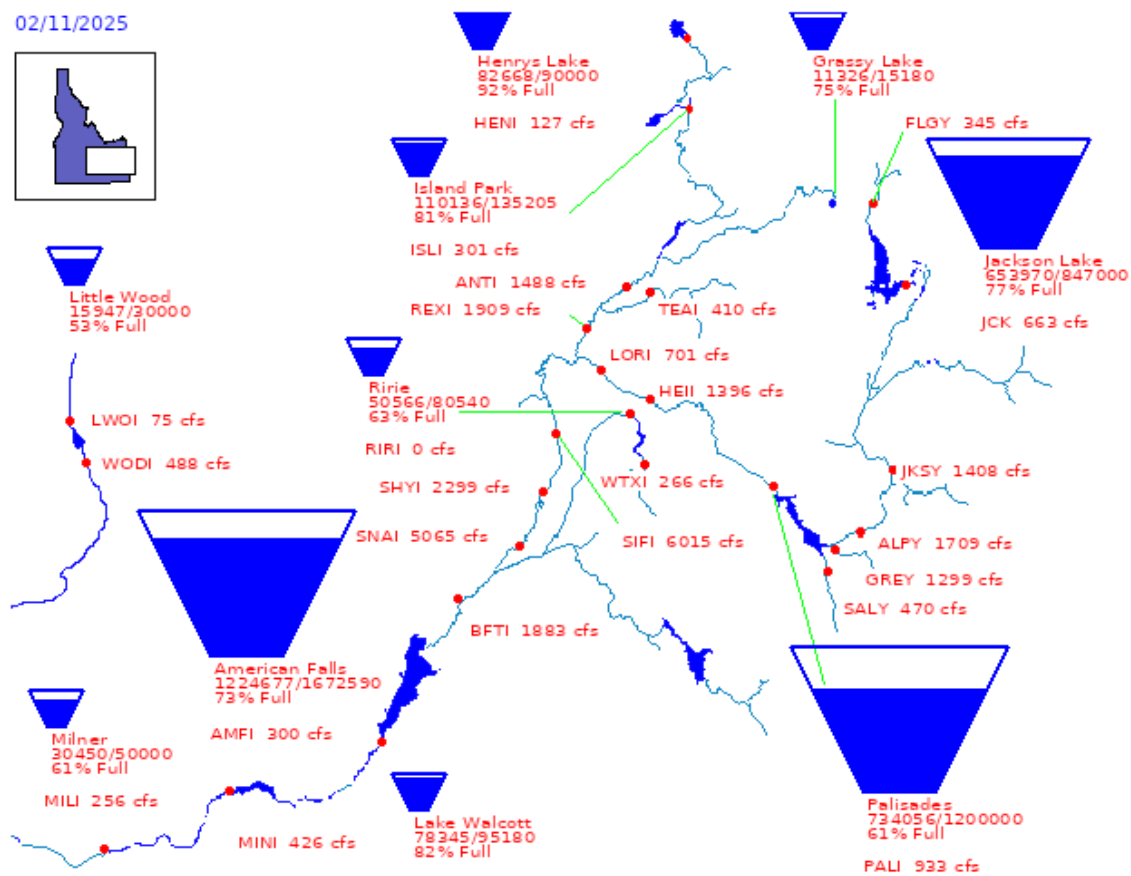 02/11/2025
Henrys Lake
82668/90000
92% Full
HENI 127 cfs
Grassy Lake
11326/15180
75% Full
FLGY 345 cfs
Island Park
110136/135205
81% Full
ISLI 301 cfs
Jackson Lake
653970/847000
77% Full
JCK 663 cfs
Little Wood
15947/30000
53% Full
ANTI 1488 cfs
REXI 1909 cfs
TEAI 410 cfs
LORI 701 cfs
HEII 1396 cfs
Ririe
50566/80540
63% Full
RIRI 0 cfs
LWOI 75 cfs
WODI 488 cfs
SHYI 2299 cfs
WTXI 266 cfs
JKSY 1408 cfs
SNAI 5065 cfs
SIFI 6015 cfs
ALPY 1709 cfs
GREY 1299 cfs
SALY 470 cfs
BFTI 1883 cfs
American Falls
1224677/1672590
73% Full
AMFI 300 cfs
Milner
30450/50000
61% Full
MILI 256 cfs
MINI 426 cfs
Lake Walcott
78345/95180
82% Full
Palisades
734056/1200000
61% Full
PALI 933 cfs